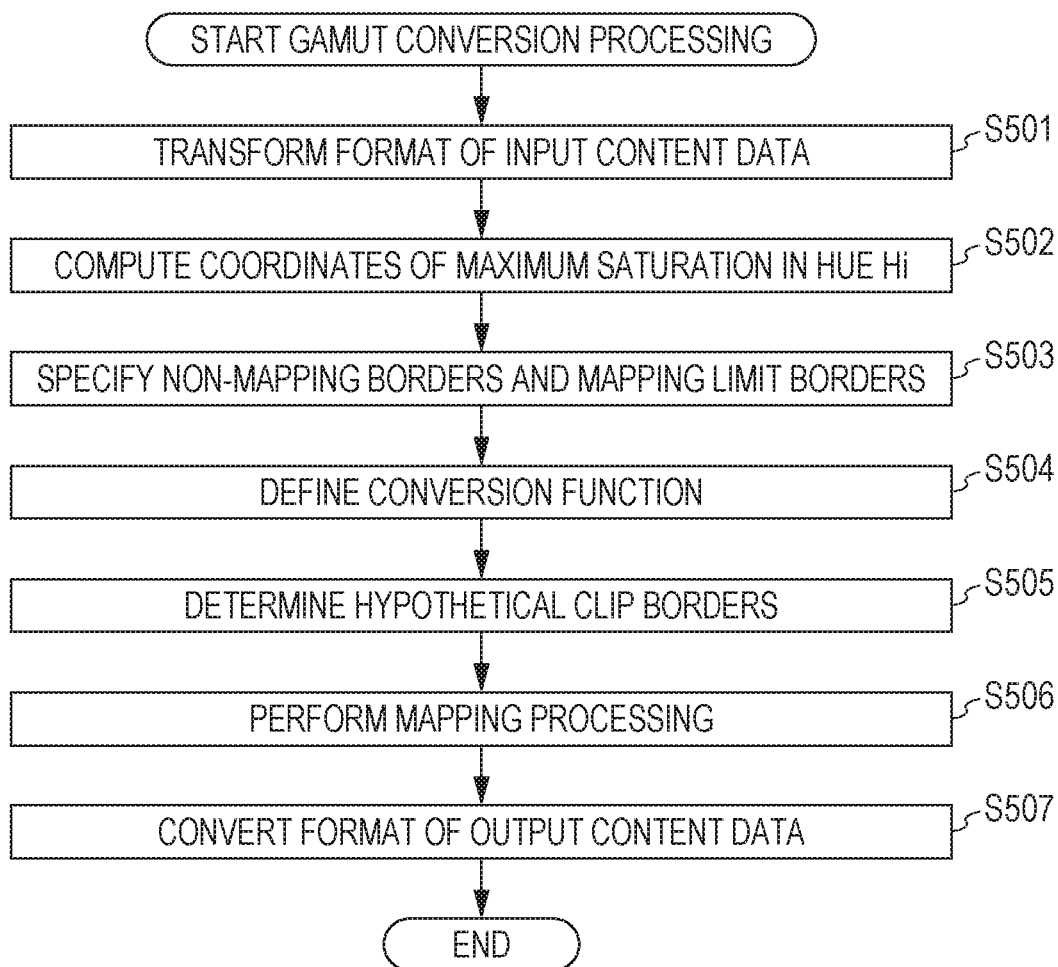 START GAMUT CONVERSION PROCESSING
S501
TRANSFORM FORMAT OF INPUT CONTENT DATA
S502
COMPUTE COORDINATES OF MAXIMUM SATURATION IN HUE Hi
S503
SPECIFY NON-MAPPING BORDERS AND MAPPING LIMIT BORDERS
S504
DEFINE CONVERSION FUNCTION
S505
DETERMINE HYPOTHETICAL CLIP BORDERS
S506
PERFORM MAPPING PROCESSING
S507
CONVERT FORMAT OF OUTPUT CONTENT DATA
END